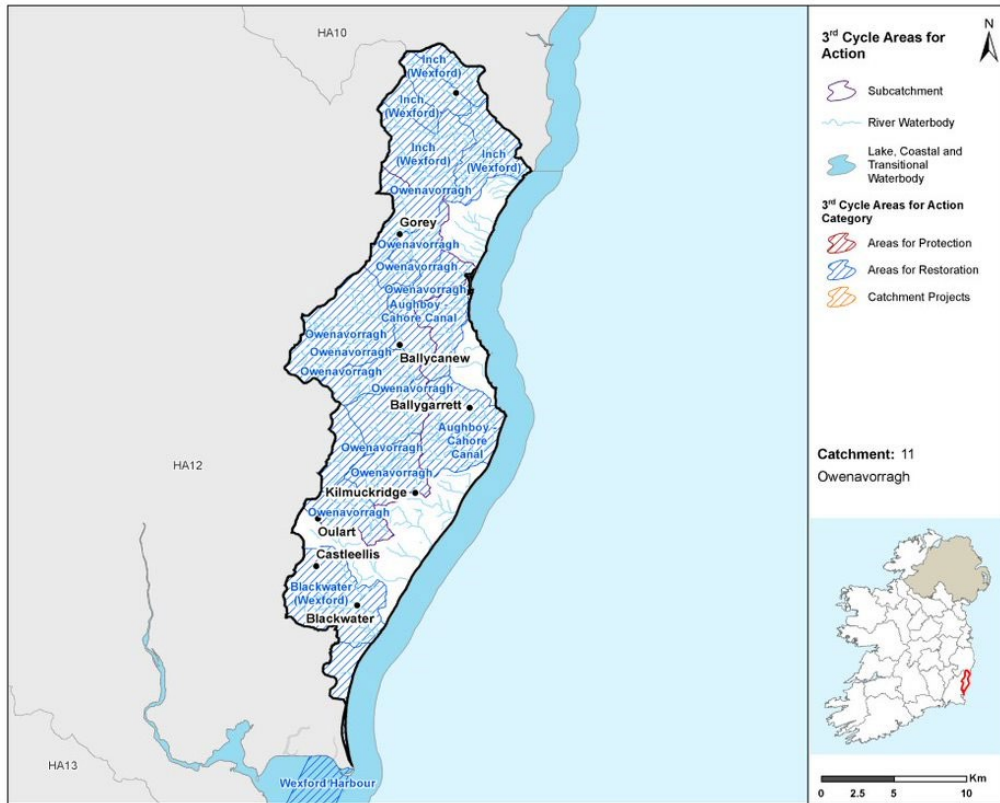 HA10
Inch
(Wexford)
Inch
(Wexford)
Inch
(Wexford)
Inch
(Wexford)
Owenavorragh
Gorey
Owenavorragh
Owenavorragh
Owenavorragh
Aughboy -
Cahore Canal
Owenavorragh
Owenavorragh
Ballycanew
Owenavorragh
Owenavorragh
Ballygarrett
Aughboy -
Cahore
Canal
Owenavorragh
HA12
Owenavorragh
Kilmuckridge
Owenavorragh
Oulart
Castleellis
Blackwater
(Wexford)
Blackwater
HA13
Wexford Harbour
3rd Cycle Areas for
Action
N
Subcatchment
River Waterbody
Lake, Coastal and
Transitional
Waterbody
3rd Cycle Areas for Action
Category
Areas for Protection
Areas for Restoration
Catchment Projects
Catchment: 11
Owenavorragh
Km
0 2.5 5 10